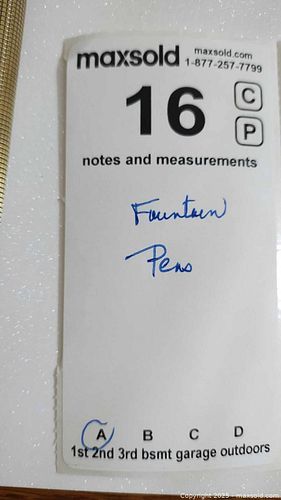 maxsold maxsold.com
1-877-257-7799
16 C
P
notes and measurements
Fountain
Pens
A B C D
1st 2nd 3rd bsmt garage outdoors
Copyright 2025 - maxsold.com